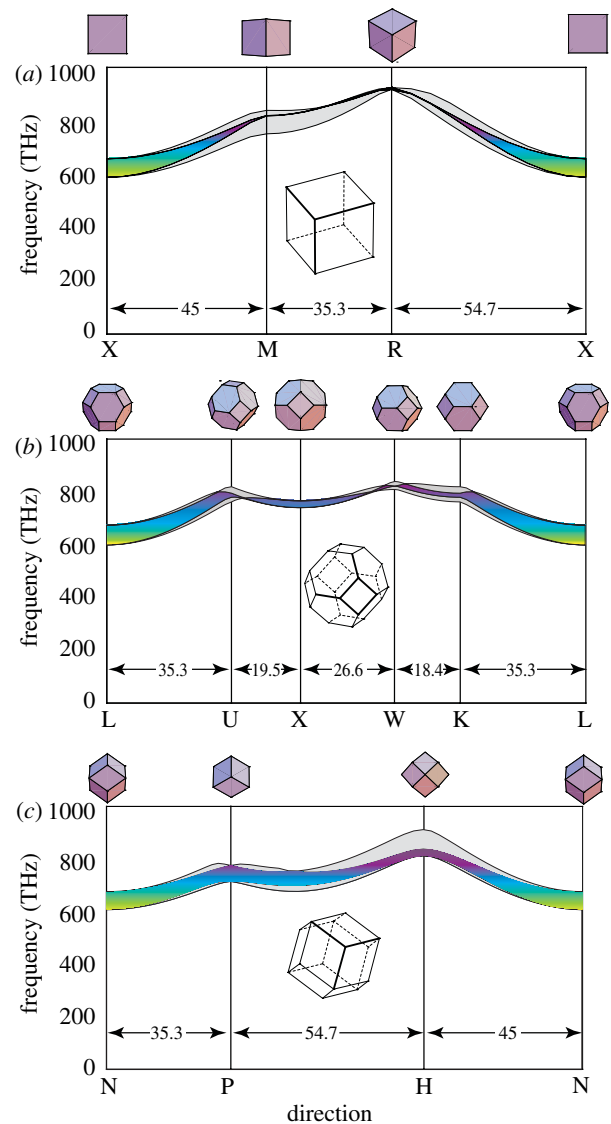 (a)
1000
800
600
400
200
0
frequency (THz)
45
35.3
54.7
X M R X
(b)
1000
800
600
400
200
0
frequency (THz)
35.3
19.5
26.6
18.4
35.3
L U X W K L
(c)
1000
800
600
400
200
0
frequency (THz)
35.3
54.7
45
N P H N
direction